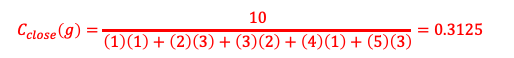 C_close(g) = 10 / ((1)(1) + (2)(3) + (3)(2) + (4)(1) + (5)(3)) = 0.3125